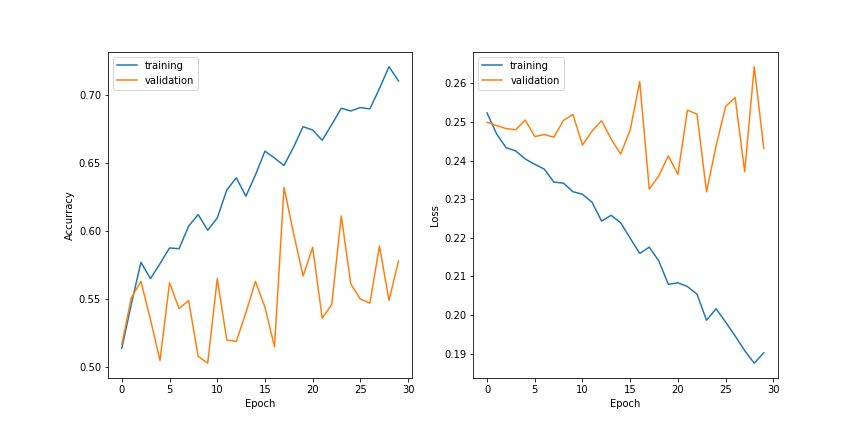 training
validation
0.70
0.65
0.60
0.55
0.50
0 5 10 15 20 25 30
Epoch
Accurracy
training
validation
0.26
0.25
0.24
0.23
0.22
0.21
0.20
0.19
0 5 10 15 20 25 30
Epoch
Loss